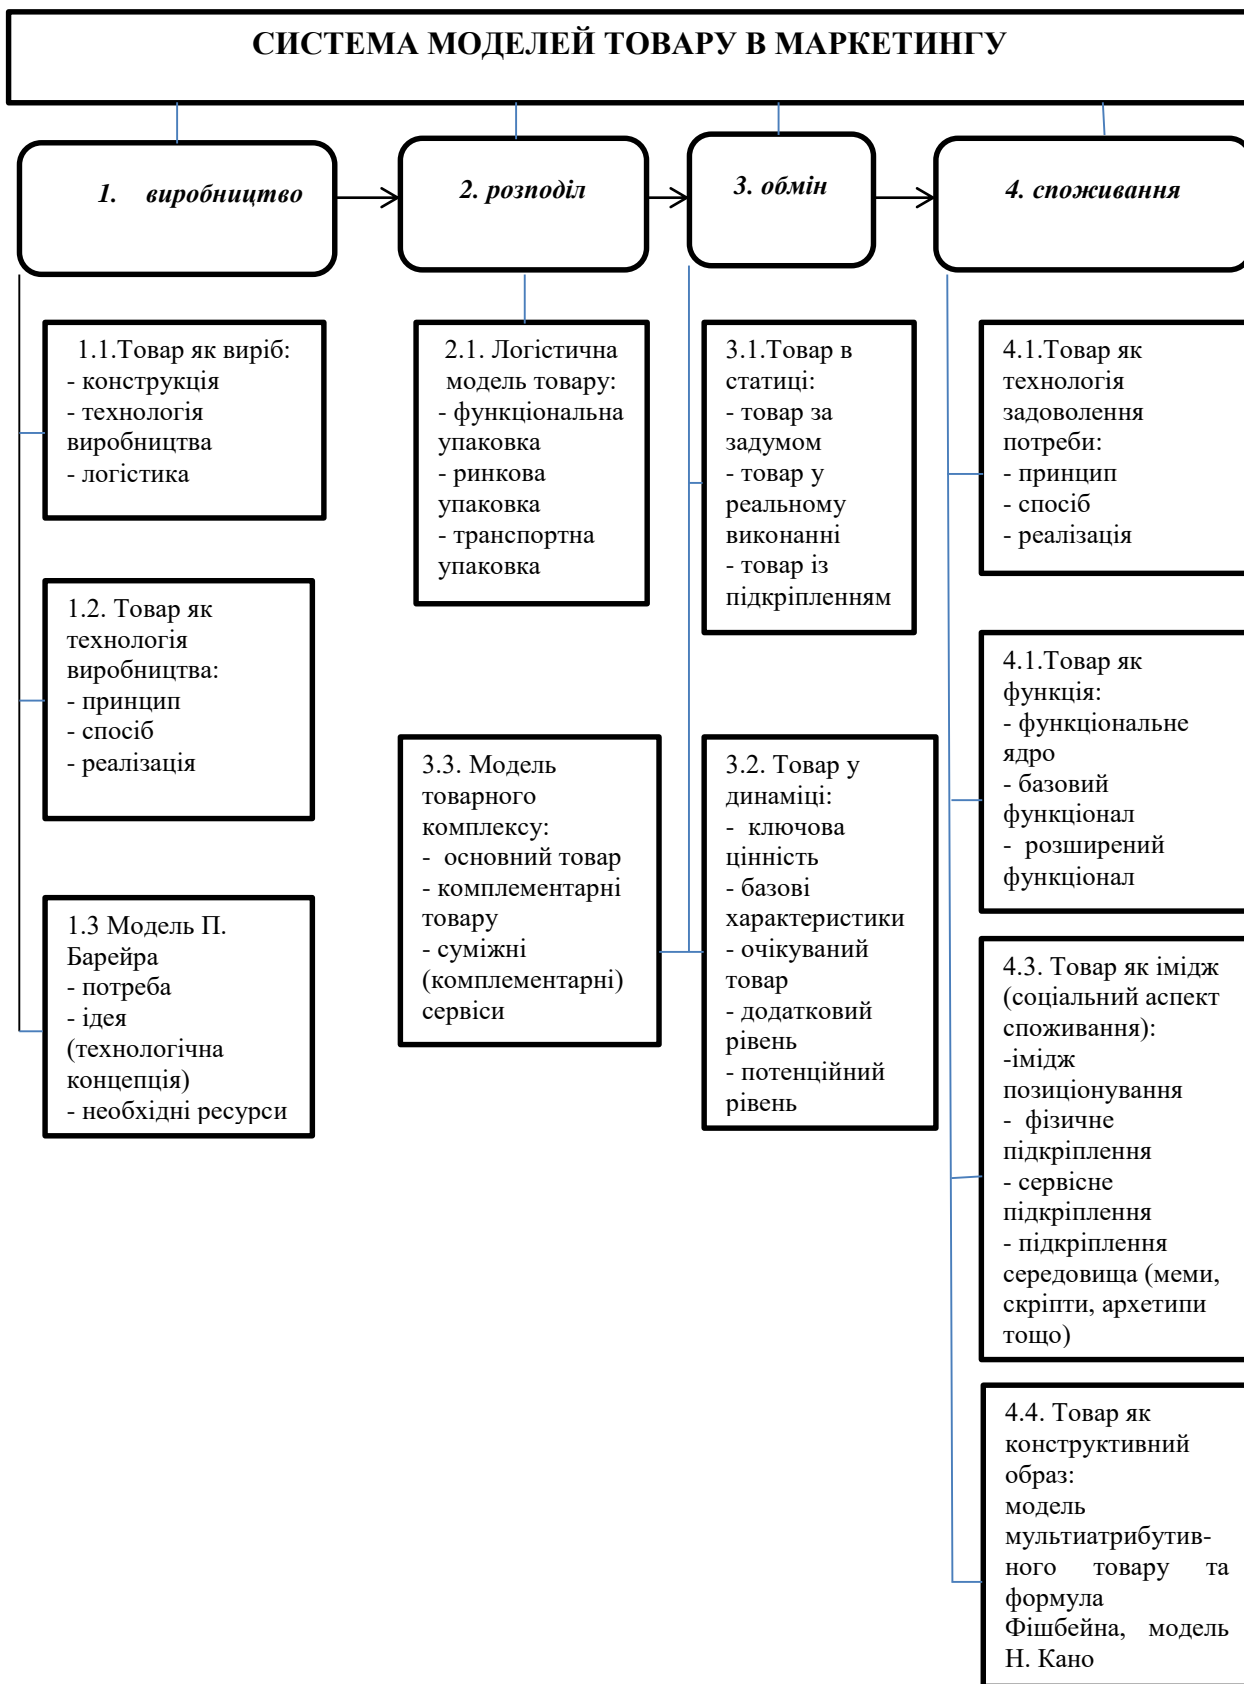 СИСТЕМА МОДЕЛЕЙ ТОВАРУ В МАРКЕТИНГУ
1. виробництво
2. розподіл
3. обмін
4. споживання
1.1.Товар як виріб:
- конструкція
- технологія
виробництва
- логістика
1.2. Товар як
технологія
виробництва:
- принцип
- спосіб
- реалізація
1.3 Модель П.
Барейра
- потреба
- ідея
(технологічна
концепція)
- необхідні ресурси
2.1. Логістична
модель товару:
- функціональна
упаковка
- ринкова
упаковка
- транспортна
упаковка
3.1.Товар в
статиці:
- товар за
задумом
- товар у
реальному
виконанні
- товар із
підкріпленням
3.3. Модель
товарного
комплексу:
- основний товар
- комплементарні
товару
- суміжні
(комплементарні)
сервіси
3.2. Товар у
динаміці:
- ключова
цінність
- базові
характеристики
- очікуваний
товар
- додатковий
рівень
- потенційний
рівень
4.1.Товар як
технологія
задоволення
потреби:
- принцип
- спосіб
- реалізація
4.1.Товар як
функція:
- функціональне
ядро
- базовий
функціонал
- розширений
функціонал
4.3. Товар як імідж
(соціальний аспект
споживання):
-імідж
позиціонування
- фізичне
підкріплення
- сервісне
підкріплення
- підкріплення
середовища (меми,
скріпти, архетипи
тощо)
4.4. Товар як
конструктивний
образ:
модель
мультиатрибутив-
ного товару та
формула
Фішбейна, модель
Н. Кано